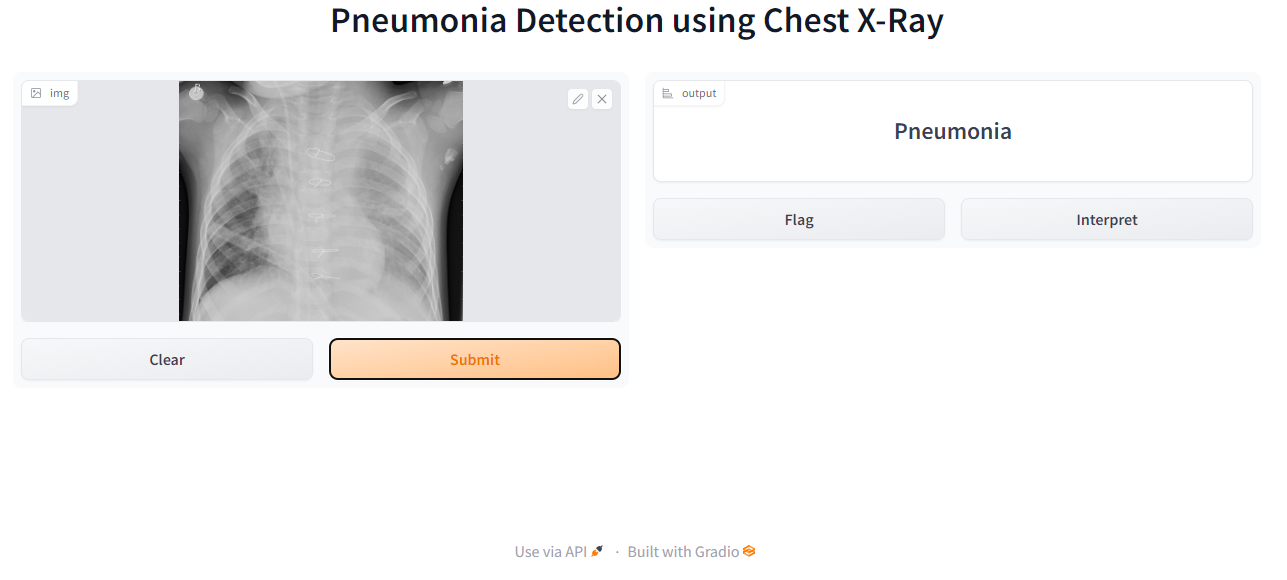 Pneumonia Detection using Chest X-Ray
img
output
Pneumonia
Flag
Interpret
Clear
Submit
Use via API · Built with Gradio